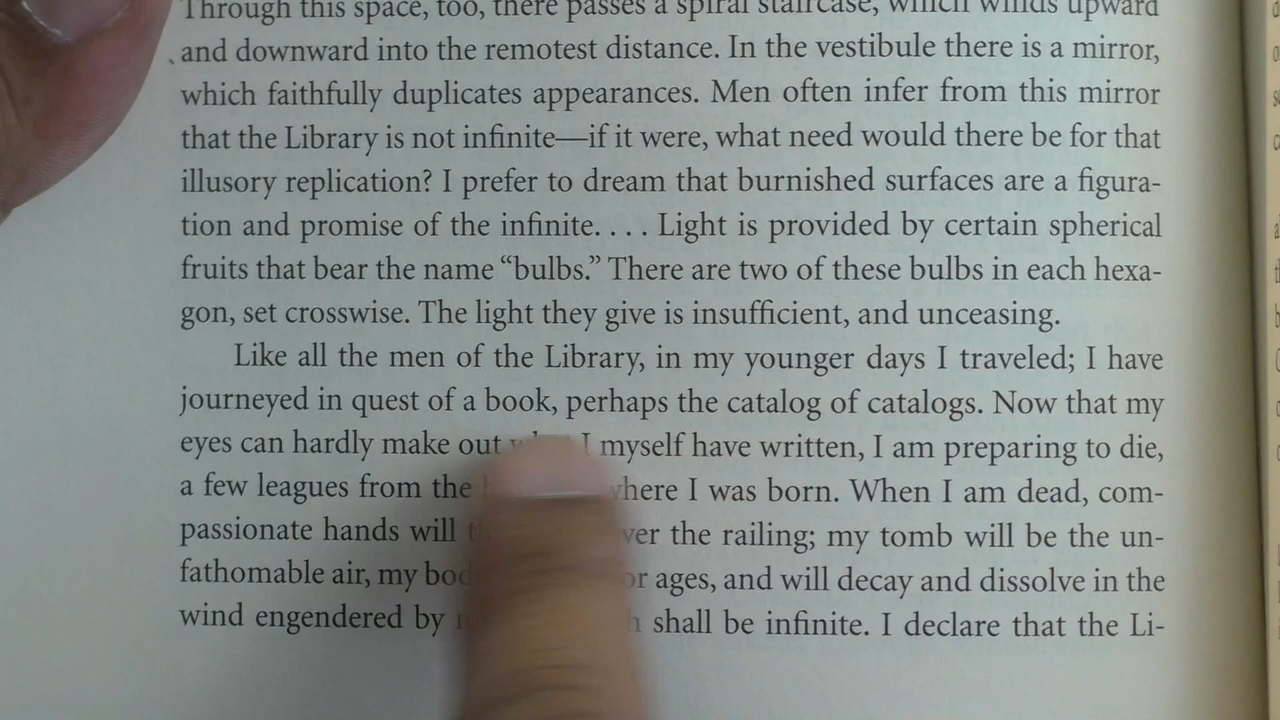 Through this space, too, there passes a spiral staircase, which winds upward
and downward into the remotest distance. In the vestibule there is a mirror,
which faithfully duplicates appearances. Men often infer from this mirror
that the Library is not infinite—if it were, what need would there be for that
illusory replication? I prefer to dream that burnished surfaces are a figura-
tion and promise of the infinite. . . . Light is provided by certain spherical
fruits that bear the name “bulbs.” There are two of these bulbs in each hexa-
gon, set crosswise. The light they give is insufficient, and unceasing.
Like all the men of the Library, in my younger days I traveled; I have
journeyed in quest of a book, perhaps the catalog of catalogs. Now that my
eyes can hardly make out I myself have written, I am preparing to die,
a few leagues from the where I was born. When I am dead, com-
passionate hands will the railing; my tomb will be the un-
fathomable air, my ages, and will decay and dissolve in the
wind engendered by shall be infinite. I declare that the Li-